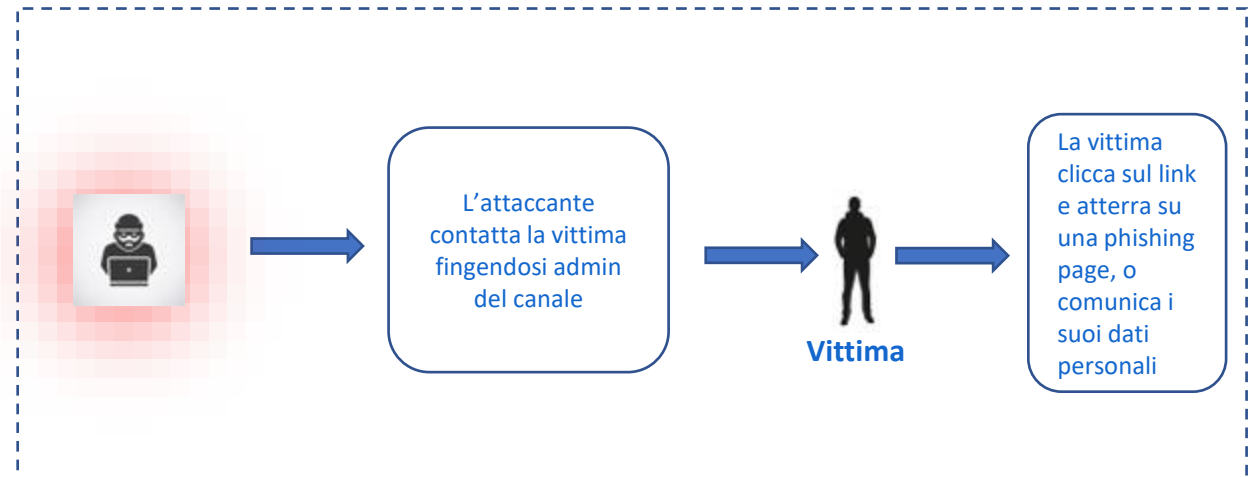 L’attaccante
contatta la vittima
fingendosi admin
del canale
Vittima
La vittima
clicca sul link
e atterra su
una phishing
page, o
comunica i
suoi dati
personali